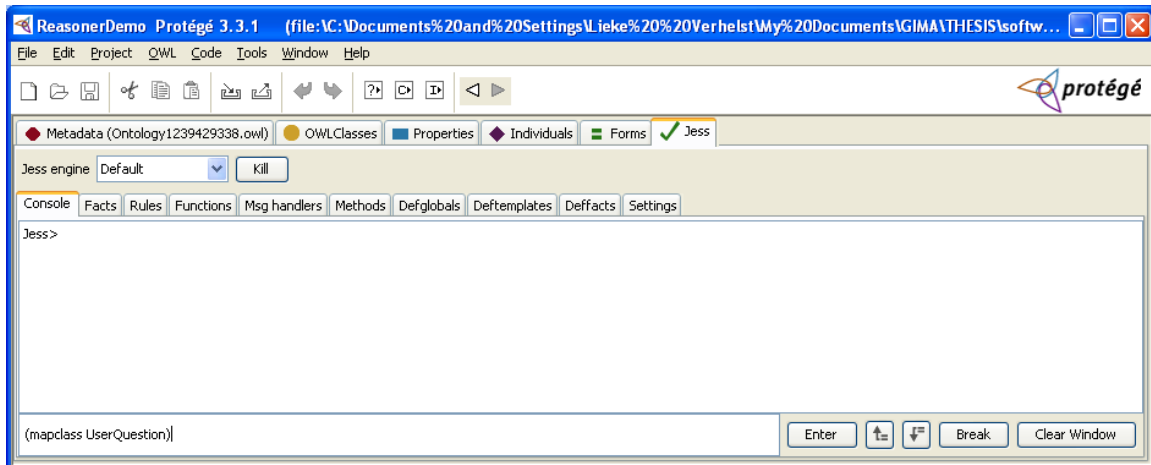 ReasonerDemo Protégé 3.3.1 (file:\C:\Documents%20and%20Settings\Lieke%20%20Verhelst\My%20Documents\GIMA\THESIS\softw...
File Edit Project OWL Code Tools Window Help
protégé
Metadata (Ontology1239429338.owl) OWLClasses Properties Individuals Forms Jess
Jess engine Default Kill
Console Facts Rules Functions Msg handlers Methods Defglobals Deftemplates Deffacts Settings
Jess>
(mapclass UserQuestion) Enter Break Clear Window